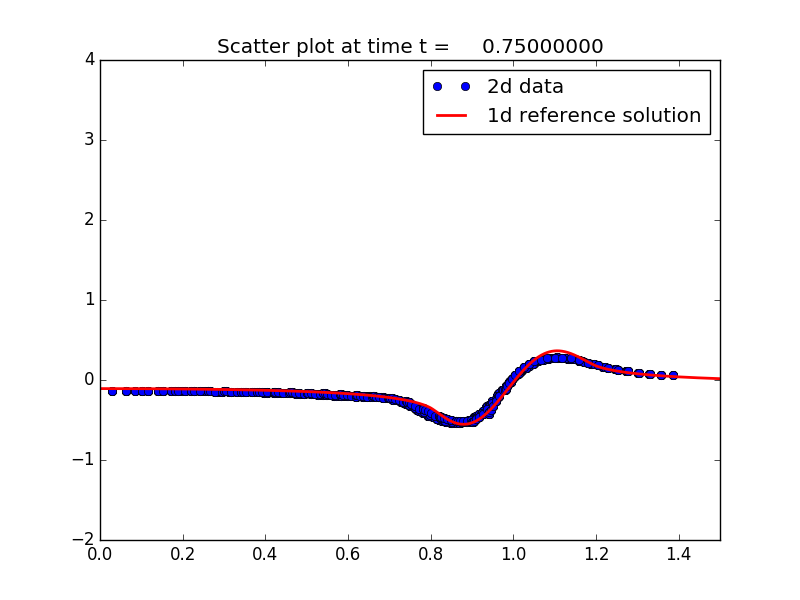 Scatter plot at time t =     0.75000000
2d data
1d reference solution
4
3
2
1
0
−1
−2
0.0 0.2 0.4 0.6 0.8 1.0 1.2 1.4